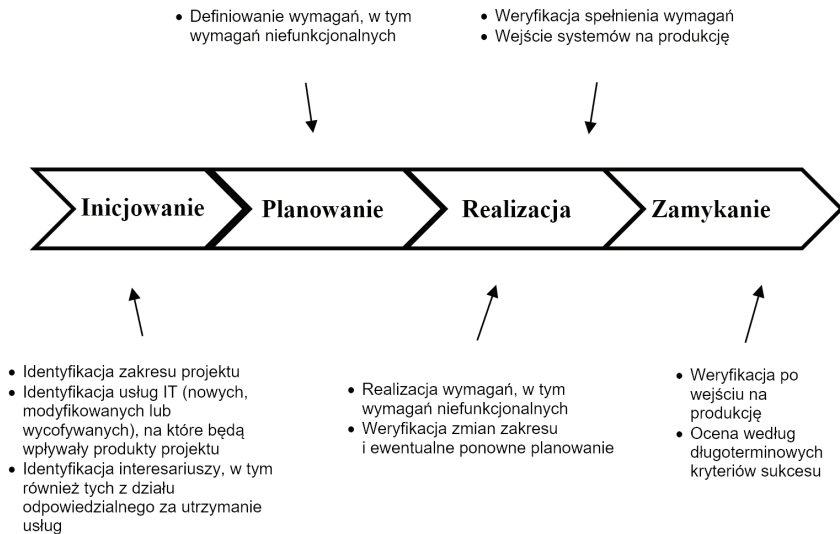 • Definiowanie wymagań, w tym
wymagań niefunkcjonalnych
• Weryfikacja spełnienia wymagań
• Wejście systemów na produkcję
Inicjowanie
Planowanie
Realizacja
Zamykanie
• Identyfikacja zakresu projektu
• Identyfikacja usług IT (nowych,
modyfikowanych lub
wycofywanych), na które będą
wpływały produkty projektu
• Identyfikacja interesariuszy, w tym
również tych z działu
odpowiedzialnego za utrzymanie
usług
• Realizacja wymagań, w tym
wymagań niefunkcjonalnych
• Weryfikacja zmian zakresu
i ewentualne ponowne planowanie
• Weryfikacja po
wejściu na
produkcję
• Ocena według
długoterminowych
kryteriów sukcesu